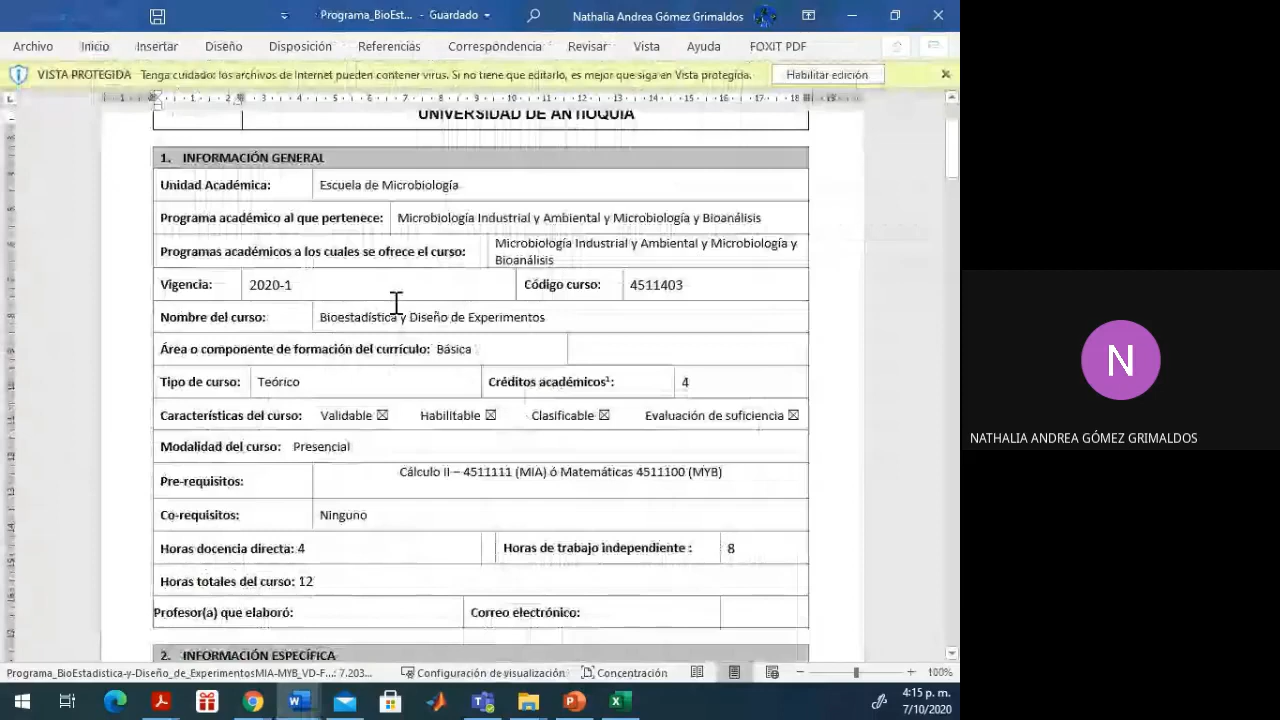 Programa_BioEst... - Guardado
Nathalia Andrea Gómez Grimaldos
Archivo Inicio Insertar Diseño Disposición Referencias Correspondencia Revisar Vista Ayuda FOXIT PDF
VISTA PROTEGIDA Tenga cuidado: los archivos de Internet pueden contener virus. Si no tiene que editarlo, es mejor que siga en Vista protegida. Habilitar edición
UNIVERSIDAD DE ANTIOQUIA
1. INFORMACIÓN GENERAL
Unidad Académica: Escuela de Microbiología
Programa académico al que pertenece: Microbiología Industrial y Ambiental y Microbiología y Bioanálisis
Programas académicos a los cuales se ofrece el curso: Microbiología Industrial y Ambiental y Microbiología y
Bioanálisis
Vigencia: 2020-1 Código curso: 4511403
Nombre del curso: Bioestadística y Diseño de Experimentos
Área o componente de formación del currículo: Básica
Tipo de curso: Teórico Créditos académicos¹: 4
Características del curso: Validable ☒ Habilitable ☒ Clasificable ☒ Evaluación de suficiencia ☒
Modalidad del curso: Presencial
Pre-requisitos: Cálculo II – 4511111 (MIA) ó Matemáticas 4511100 (MYB)
Co-requisitos: Ninguno
Horas docencia directa: 4 Horas de trabajo independiente : 8
Horas totales del curso: 12
Profesor(a) que elaboró: Correo electrónico:
2. INFORMACIÓN ESPECÍFICA
Programa_BioEstadistica-y-Diseño_de_ExperimentosMIA-MYB_VD-F... : 7.203... Configuración de visualización Concentración 100%
4:15 p. m.
7/10/2020
N
NATHALIA ANDREA GÓMEZ GRIMALDOS